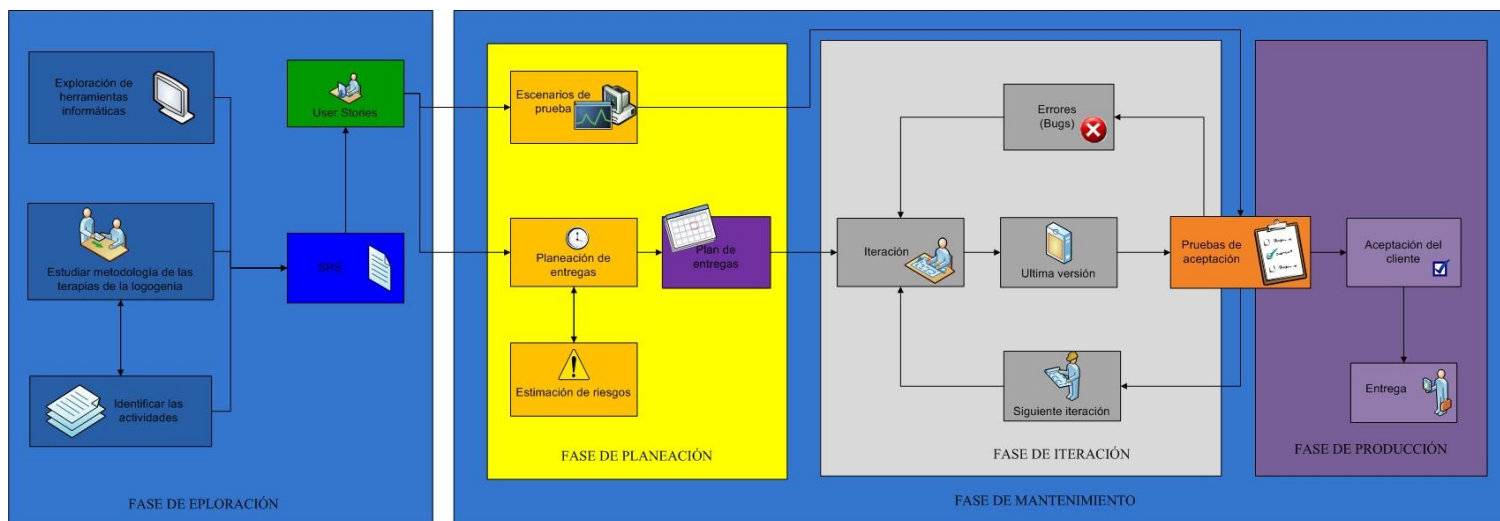 Exploración de
herramientas
informáticas
Estudiar metodología de las
terapias de la logogenia
Identificar las
actividades
User Stories
SRS
FASE DE EPLORACIÓN
Escenarios de
prueba
Planeación de
entregas
Plan de
entregas
Estimación de riesgos
FASE DE PLANEACIÓN
Errores
(Bugs)
Iteración
Ultima versión
Siguiente iteración
FASE DE ITERACIÓN
Pruebas de
aceptación
Aceptación del
cliente
Entrega
FASE DE PRODUCCIÓN
FASE DE MANTENIMIENTO